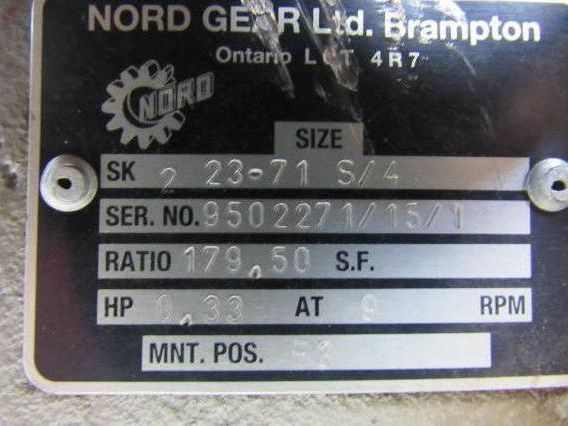 NORD GEAR Ltd. Brampton
Ontario L6T 4R7
NORD
SIZE
SK 2 23-71 S/4
SER. NO. 9502271/15/1
RATIO 179,50 S.F.
HP 0,33 AT 9 RPM
MNT. POS.